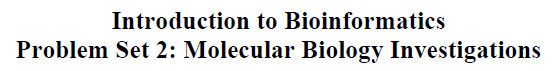 Introduction to Bioinformatics
Problem Set 2: Molecular Biology Investigations